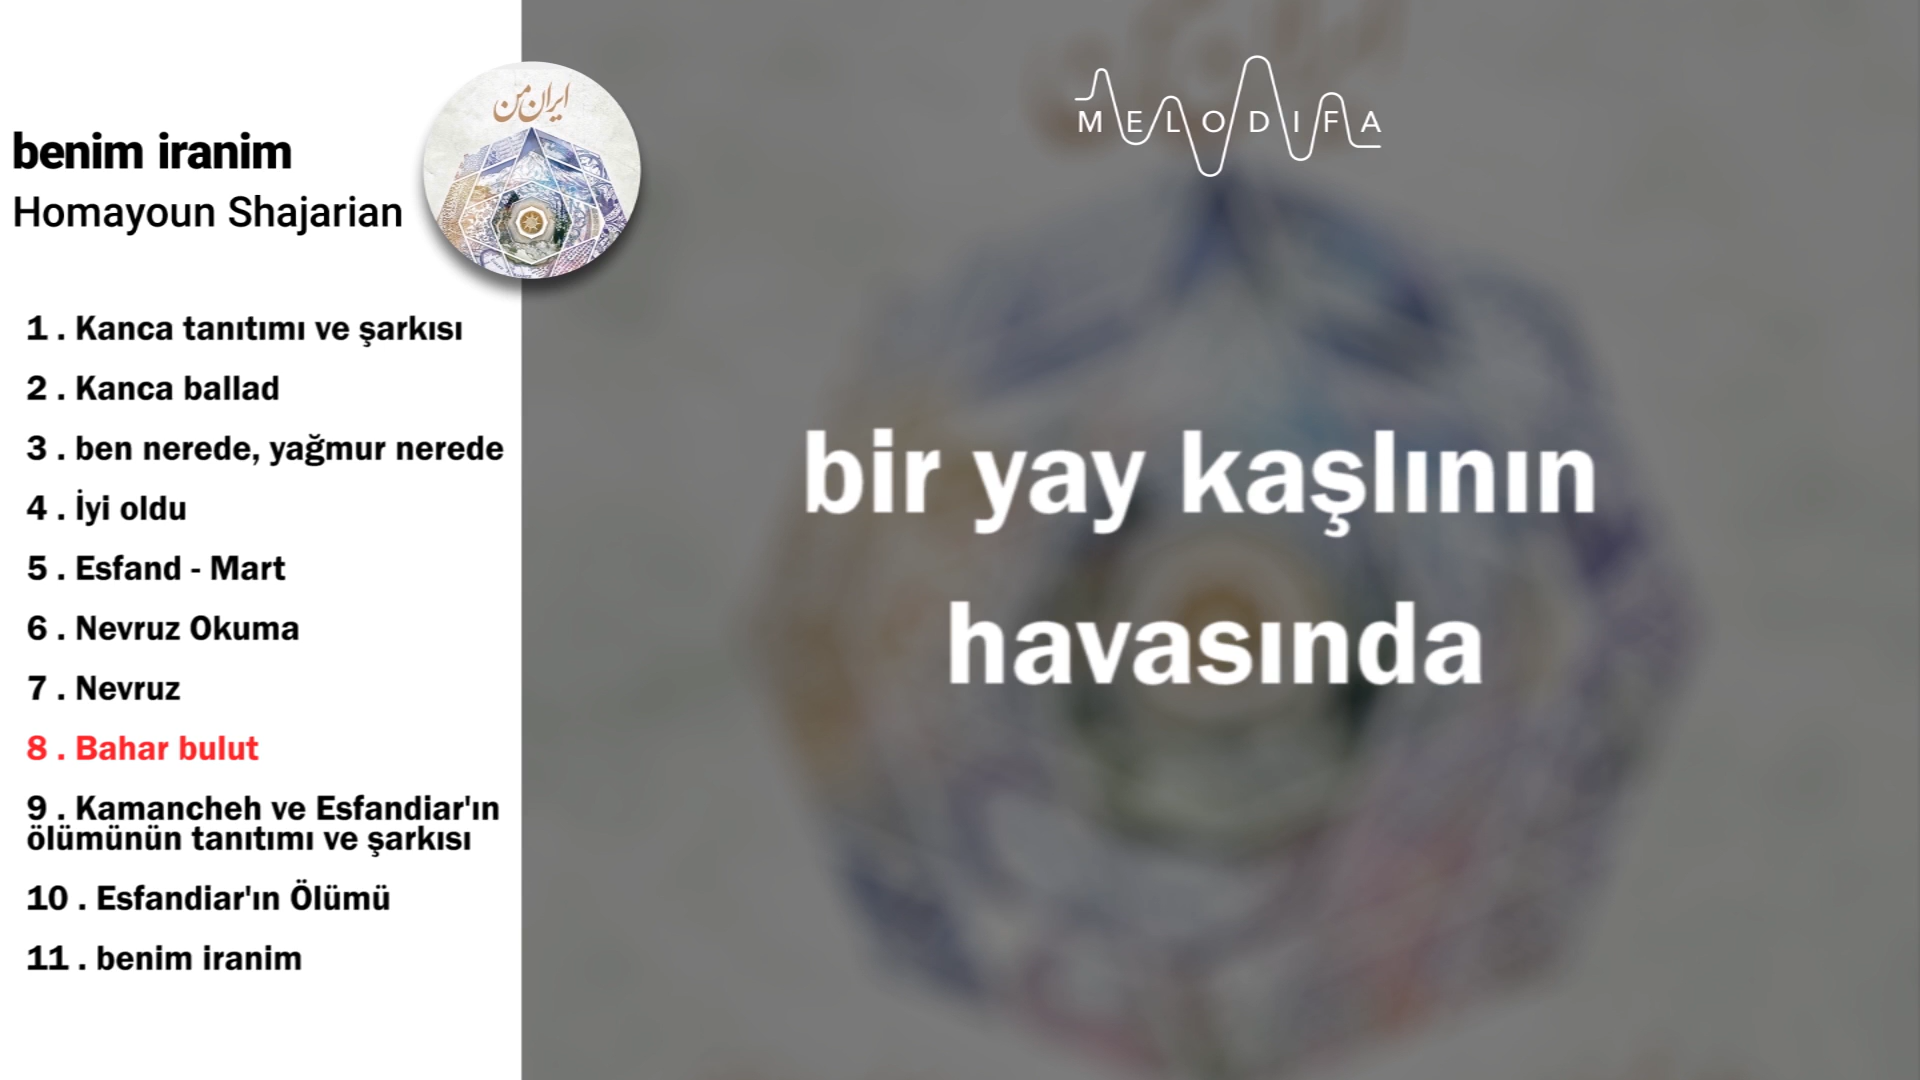 benim iranim
Homayoun Shajarian
ایران من
1 . Kanca tanıtımı ve şarkısı
2 . Kanca ballad
3 . ben nerede, yağmur nerede
4 . İyi oldu
5 . Esfand - Mart
6 . Nevruz Okuma
7 . Nevruz
8 . Bahar bulut
9 . Kamancheh ve Esfandiar'ın
ölümünün tanıtımı ve şarkısı
10 . Esfandiar'ın Ölümü
11 . benim iranim
MELODIFA
bir yay kaşlının
havasında